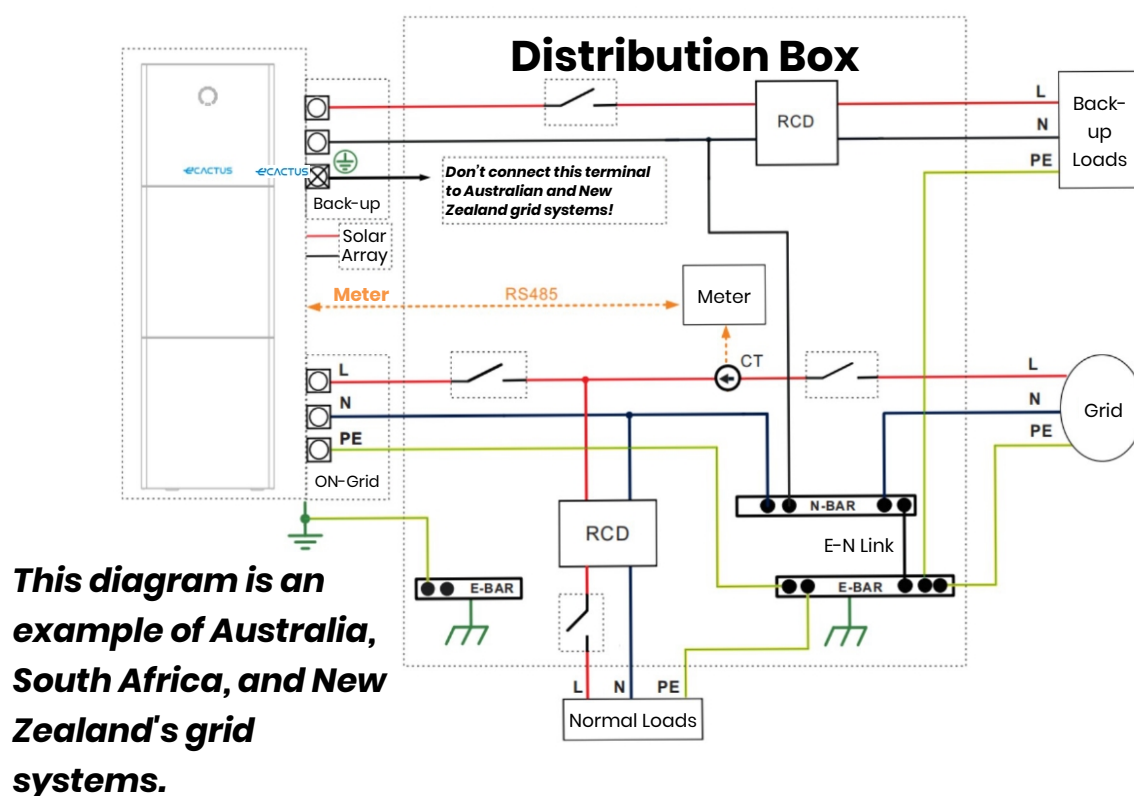 Distribution Box
L
RCD
Back-
up
Loads
N
PE
eCACTUS
eCACTUS
Don't connect this terminal
to Australian and New
Zealand grid systems!
Back-up
Solar
Array
Meter
RS485
Meter
CT
L
L
N
N
PE
PE
Grid
ON-Grid
N-BAR
RCD
E-N Link
E-BAR
E-BAR
This diagram is an
example of Australia,
South Africa, and New
Zealand's grid
systems.
L N PE
Normal Loads